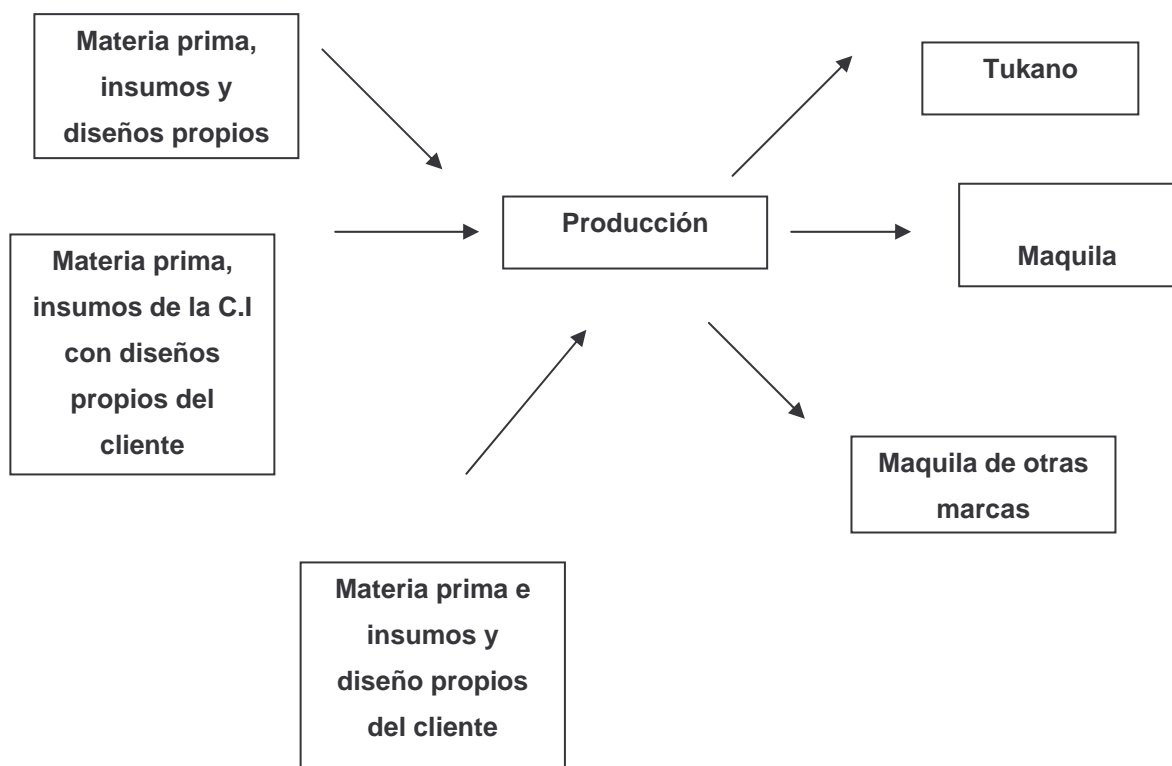 Materia prima,
insumos y
diseños propios
Materia prima,
insumos de la C.I
con diseños
propios del
cliente
Materia prima e
insumos y
diseño propios
del cliente
Producción
Tukano
Maquila
Maquila de otras
marcas